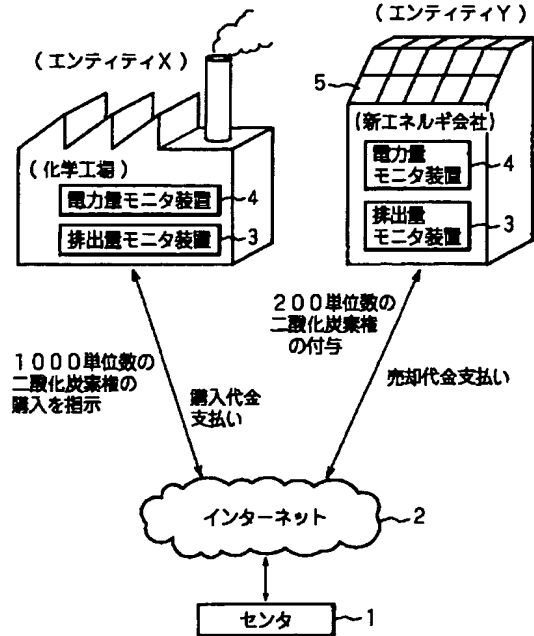 (エンティティX)
(エンティティY)
5
(化学工場)
電力量モニタ装置
4
排出量モニタ装置
3
(新エネルギ会社)
電力量
モニタ装置
4
排出量
モニタ装置
3
1000単位数の
二酸化炭棄権の
購入を指示
購入代金
支払い
200単位数の
二酸化炭棄権
の付与
売却代金支払い
インターネット
2
センタ
1